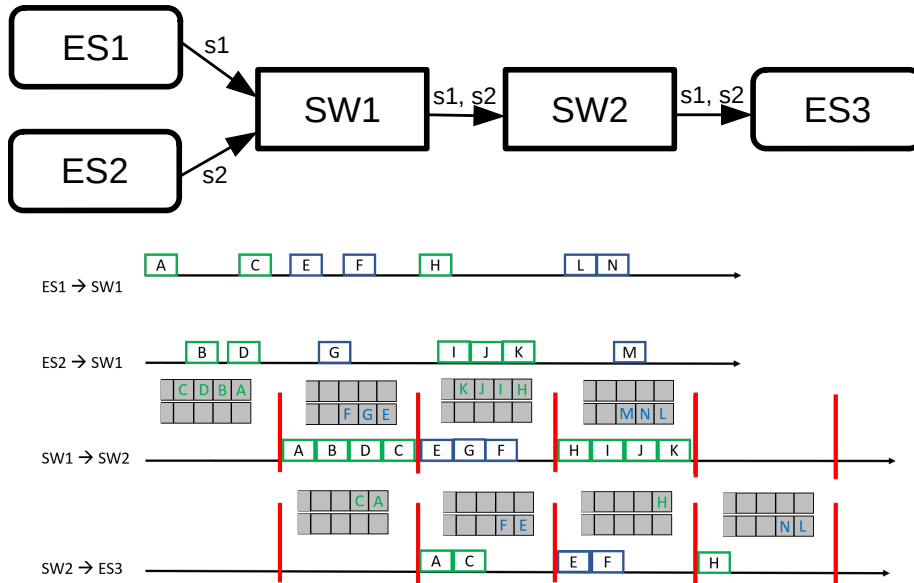 ES1
s1
SW1
s1, s2
SW2
s1, s2
ES3
ES2
s2
A C E F H L N
ES1 → SW1
B D G I J K M
ES2 → SW1
C D B A K J I H
F G E M N L
A B D C E G F H I J K
SW1 → SW2
C A H
F E N L
A C E F H
SW2 → ES3